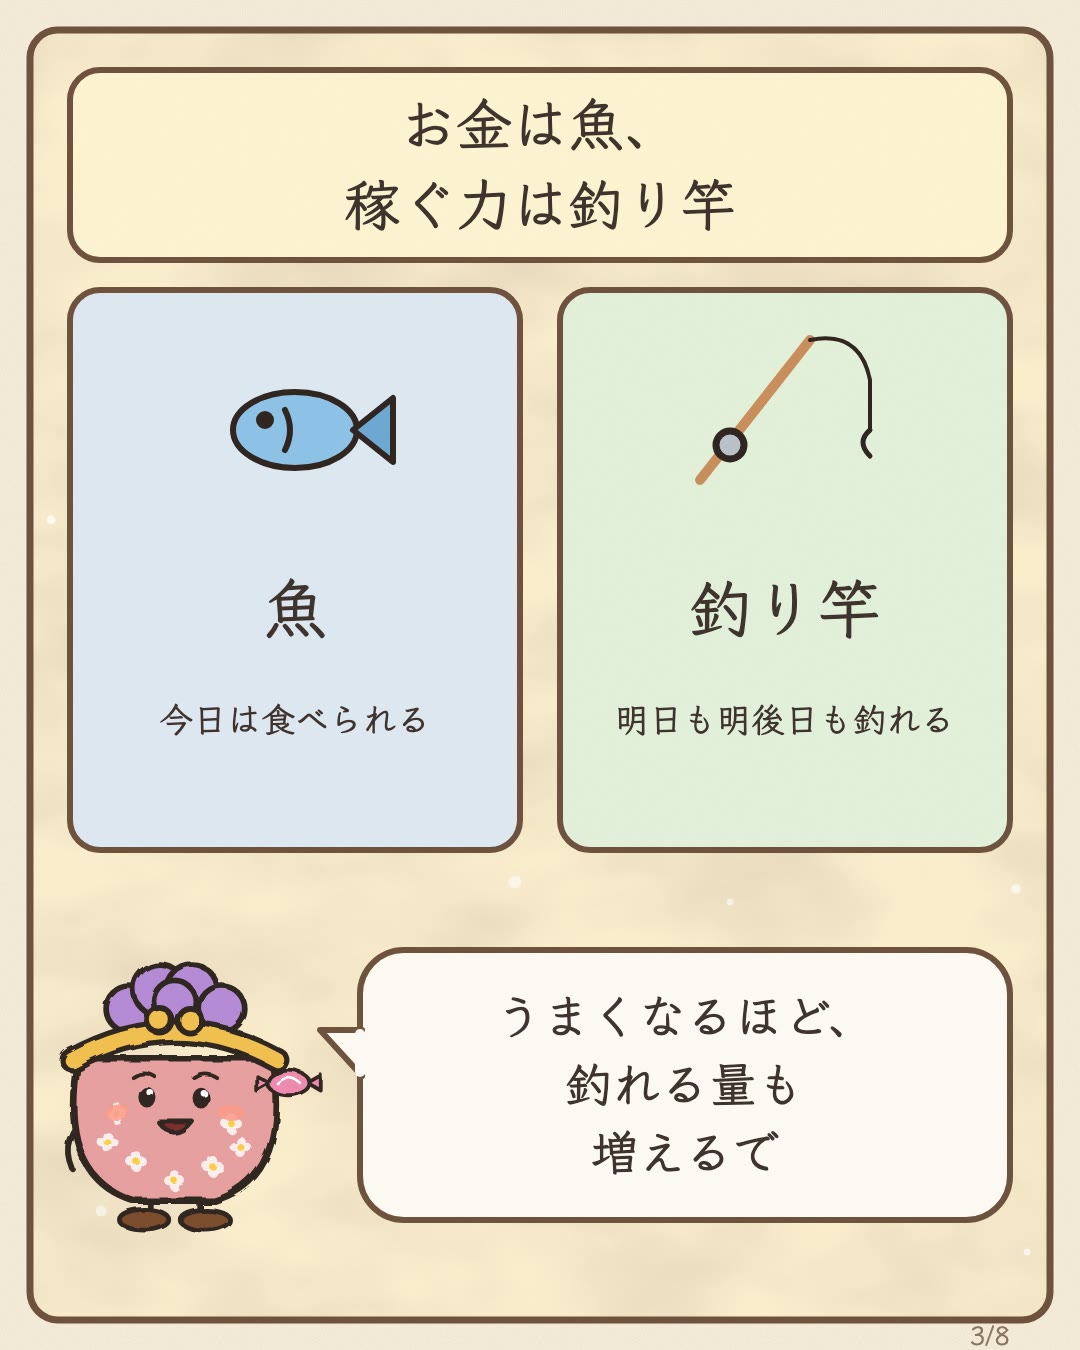 お金は魚、
稼ぐ力は釣り竿
魚
今日は食べられる
釣り竿
明日も明後日も釣れる
うまくなるほど、
釣れる量も
増えるで
3/8